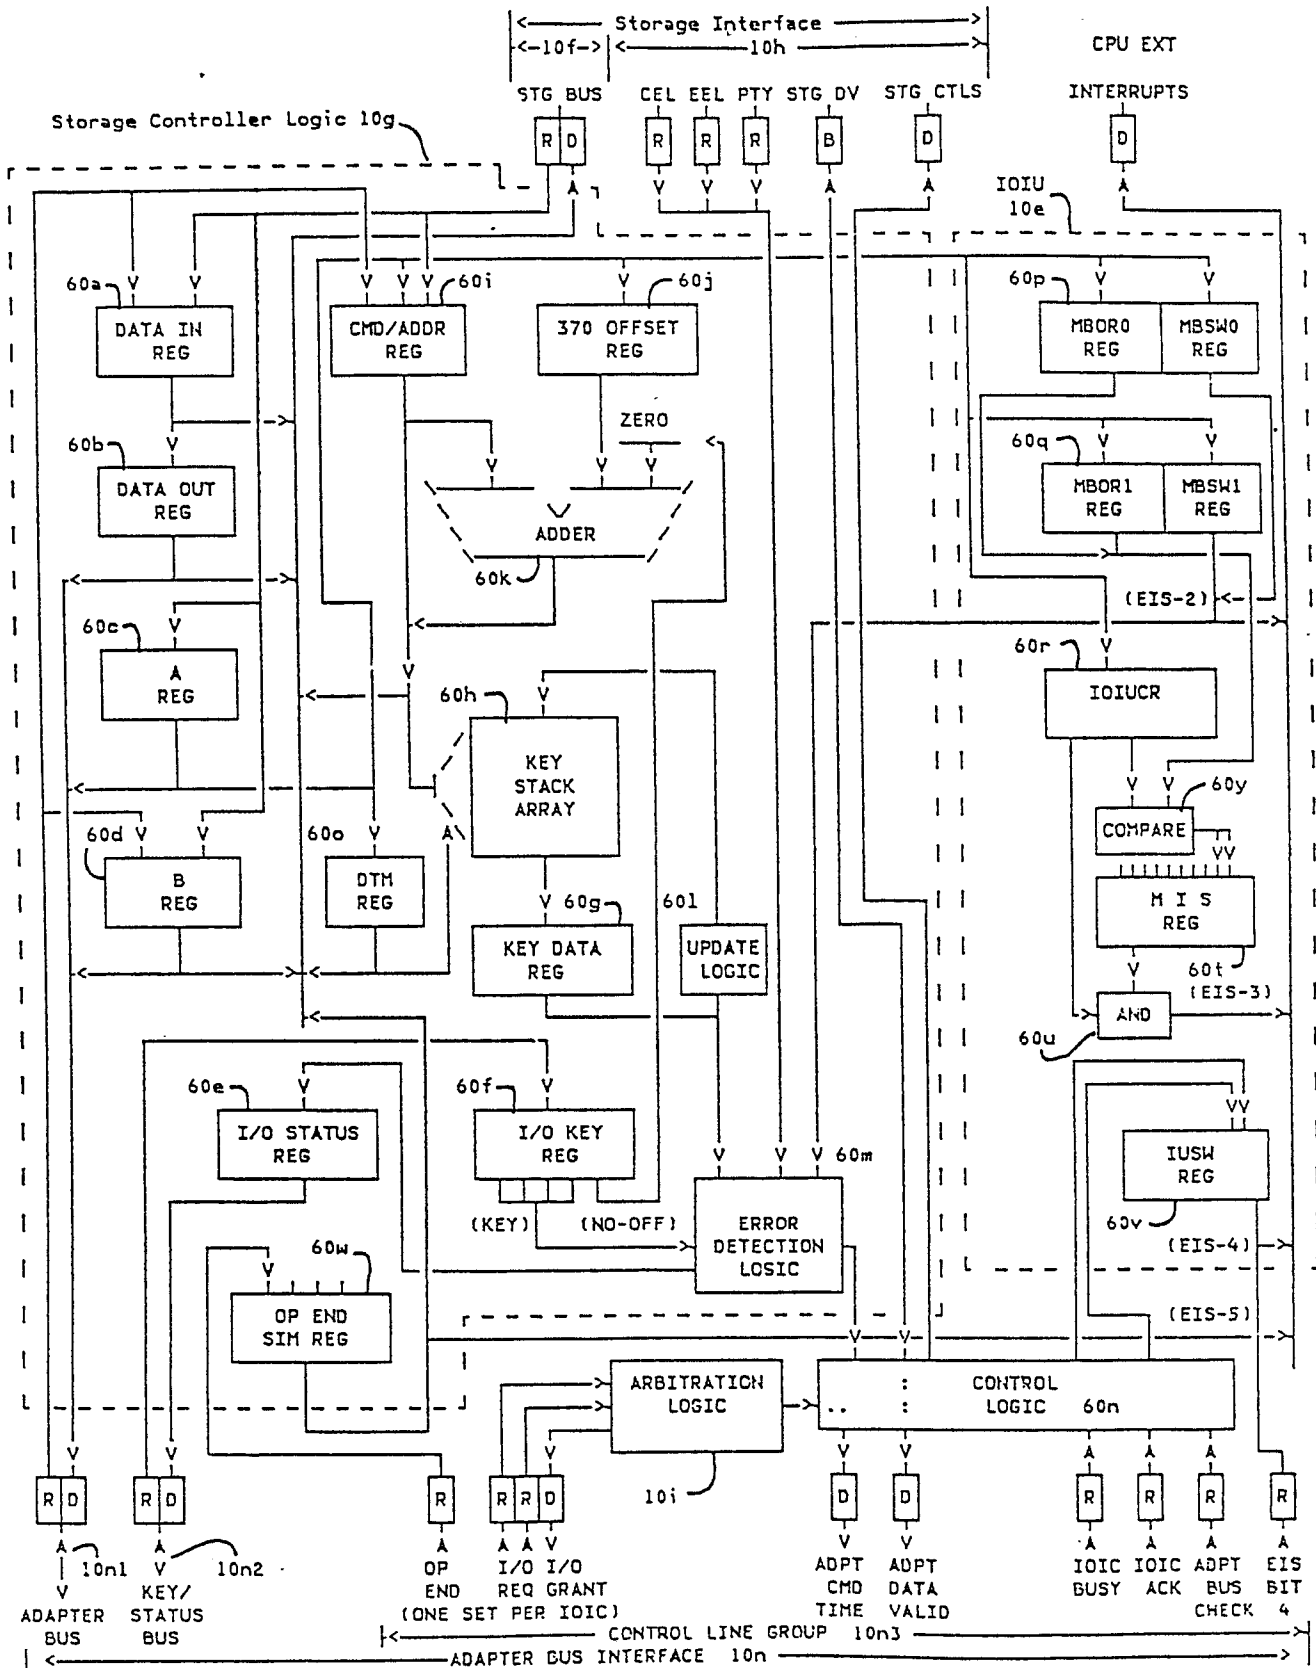 Storage Interface
10f 10h
CPU EXT
STG BUS CEL EEL PTY STG DV STG CTLS INTERRUPTS
Storage Controller Logic 10g
R D R R R B D D
IOIU
10e
60a 60i 60j 60p
DATA IN
REG
CMD/ADDR
REG
370 OFFSET
REG
MBOR0
REG
MBSW0
REG
ZERO
60b 60q
DATA OUT
REG
MBOR1
REG
MBSW1
REG
ADDER
60k
(EIS-2)
60c
A
REG
60r
IOIUCR
60h
KEY
STACK
ARRAY
60y
COMPARE
60d 60o
B
REG
DTM
REG
60g 60l
KEY DATA
REG
UPDATE
LOGIC
M I S
REG
60t
(EIS-3)
AND
60u
60e 60f
I/O STATUS
REG
I/O KEY
REG
60m
IUSW
REG
60v
(KEY) (NO-OFF)
ERROR
DETECTION
LOSIC
(EIS-4)
60w
OP END
SIM REG
(EIS-5)
ARBITRATION
LOGIC
.. : :
CONTROL
LOGIC 60n
10i
R D R D R R R D D D R R R R
10n1 10n2
ADAPTER
BUS
KEY/
STATUS
BUS
OP
END
I/O
REQ
I/O
GRANT
(ONE SET PER IOIC)
ADPT
CMD
TIME
ADPT
DATA
VALID
IOIC
BUSY
IOIC
ACK
ADPT
BUS
CHECK
EIS
BIT
4
CONTROL LINE GROUP 10n3
ADAPTER BUS INTERFACE 10n